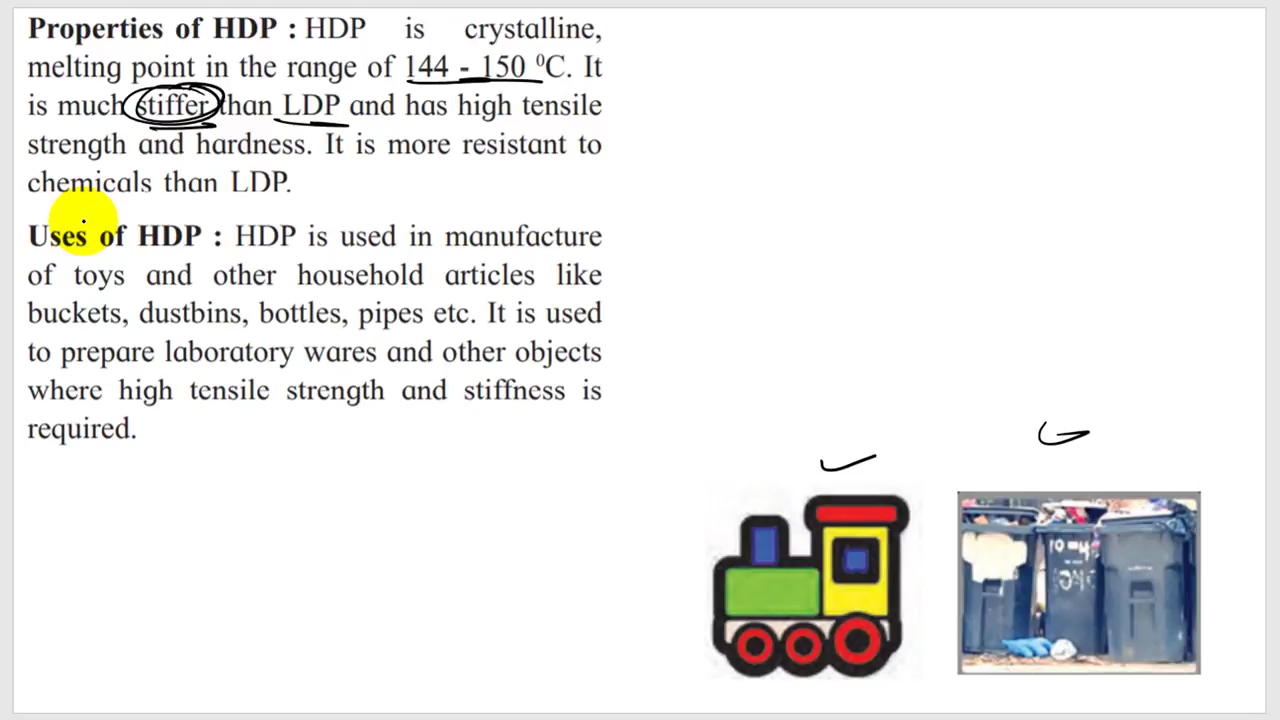 Properties of HDP : HDP is crystalline,
melting point in the range of 144 - 150 ⁰C. It
is much stiffer than LDP and has high tensile
strength and hardness. It is more resistant to
chemicals than LDP.
Uses of HDP : HDP is used in manufacture
of toys and other household articles like
buckets, dustbins, bottles, pipes etc. It is used
to prepare laboratory wares and other objects
where high tensile strength and stiffness is
required.